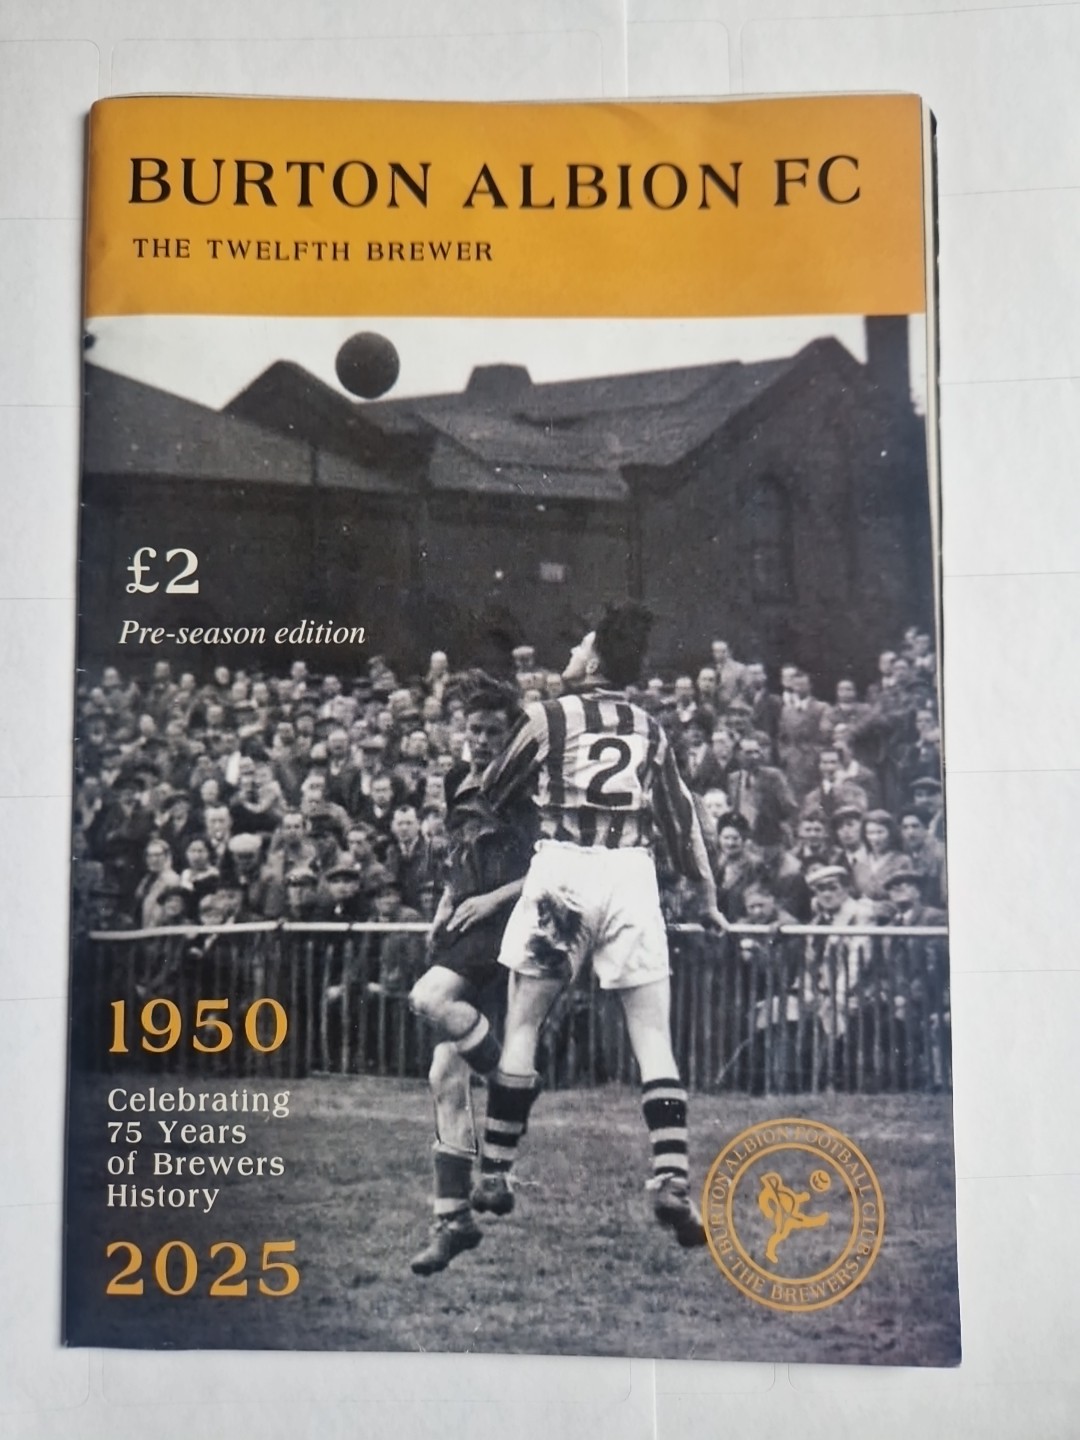 BURTON ALBION FC
THE TWELFTH BREWER
£2
Pre-season edition
2
1950
Celebrating
75 Years
of Brewers
History
2025
BURTON ALBION FOOTBALL CLUB
FC
· THE BREWERS ·